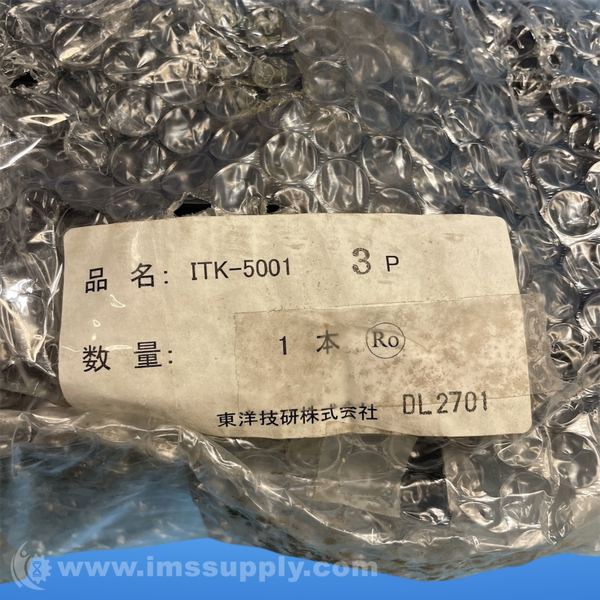 品 名: ITK-5001 3 P
数 量: 1 本 Ro
東洋技研株式会社 DL2701
www.imssupply.com